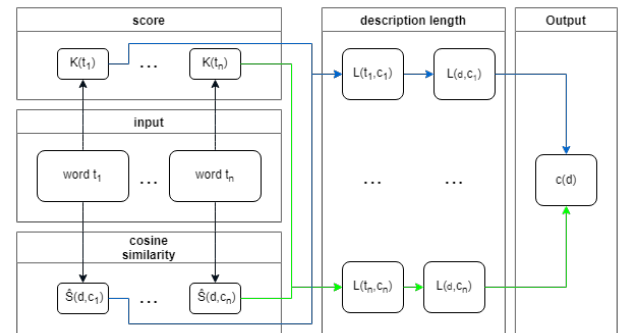 score
K(t1) ... K(tn)
input
word t1 ... word tn
cosine
similarity
Ŝ(d,c1) ... Ŝ(d,cn)
description length
L(t1,c1) L(d,c1)
... ...
L(tn,cn) L(d,cn)
Output
c(d)